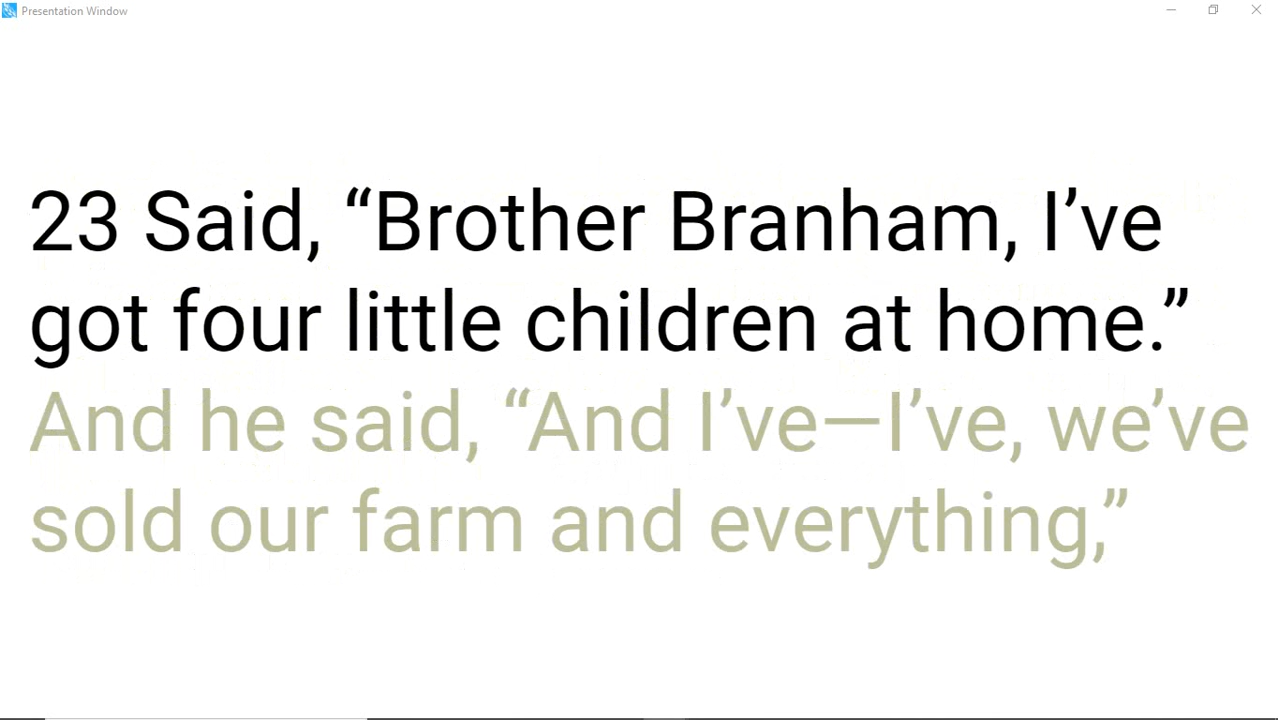 Presentation Window
23 Said, “Brother Branham, I’ve
got four little children at home.”
And he said, “And I’ve—I’ve, we’ve
sold our farm and everything,”